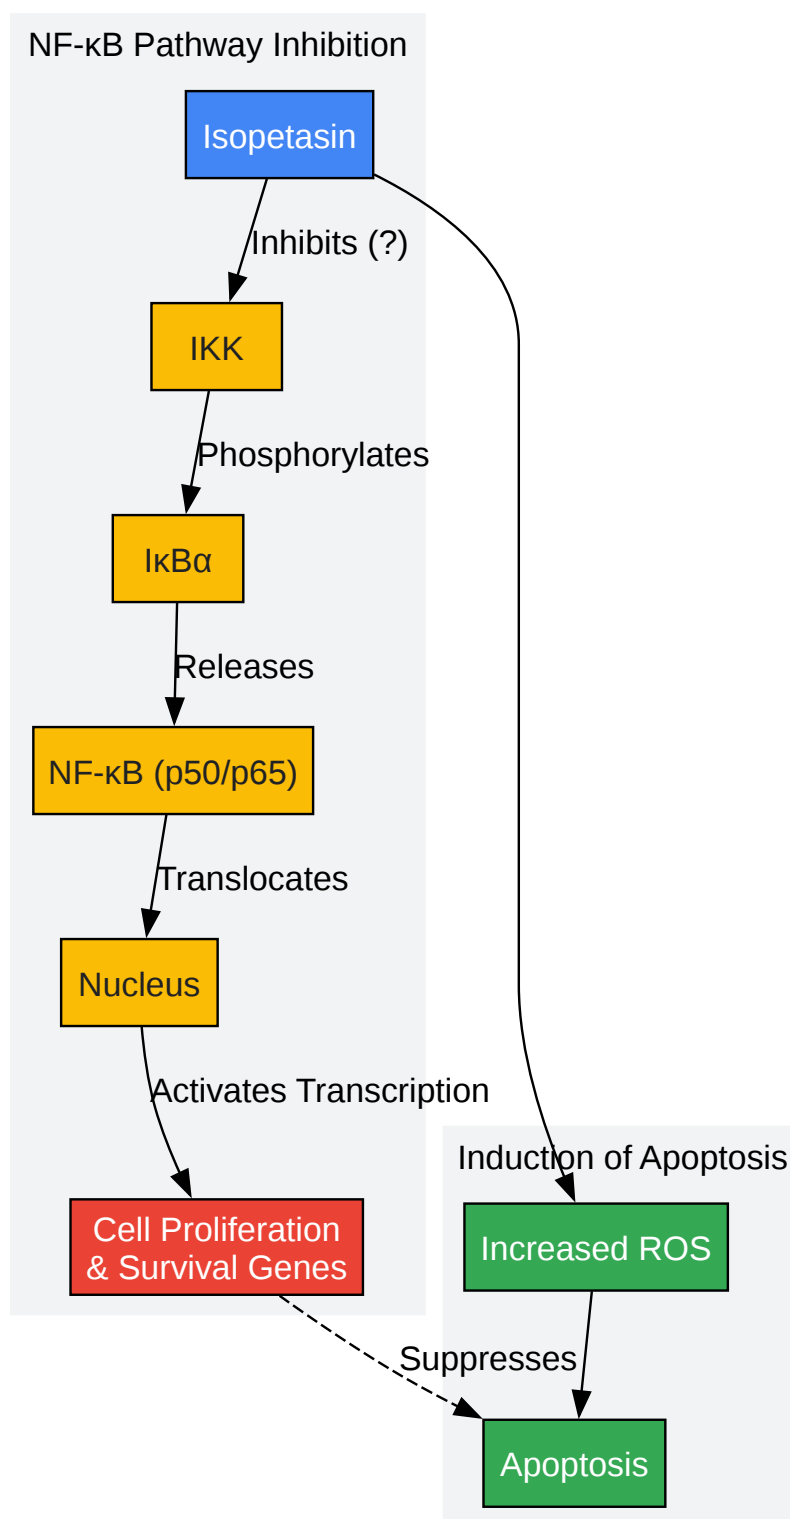 NF-κB Pathway Inhibition
Isopetasin
Inhibits (?)
IKK
Phosphorylates
IκBα
Releases
NF-κB (p50/p65)
Translocates
Nucleus
Activates Transcription
Cell Proliferation
& Survival Genes
Induction of Apoptosis
Increased ROS
Suppresses
Apoptosis